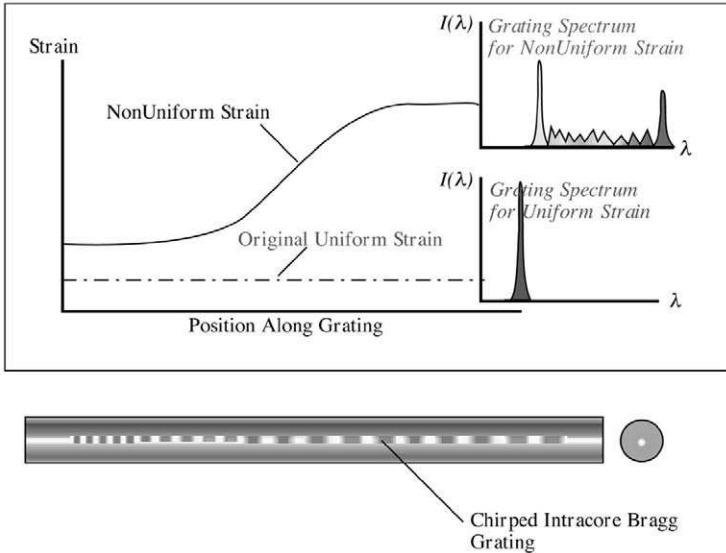 Strain
I(λ)
Grating Spectrum
for NonUniform Strain
NonUniform Strain
λ
I(λ)
Grating Spectrum
for Uniform Strain
Original Uniform Strain
λ
Position Along Grating
Chirped Intracore Bragg
Grating